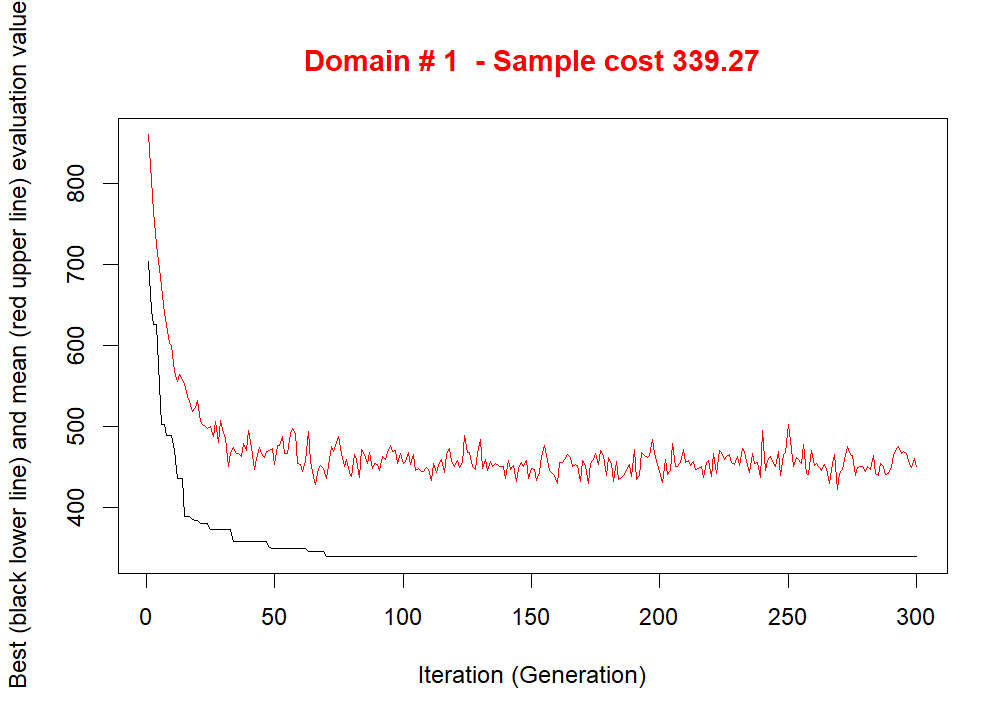 Domain # 1  - Sample cost 339.27
Best (black lower line) and mean (red upper line) evaluation value
800
700
600
500
400
0 50 100 150 200 250 300
Iteration (Generation)